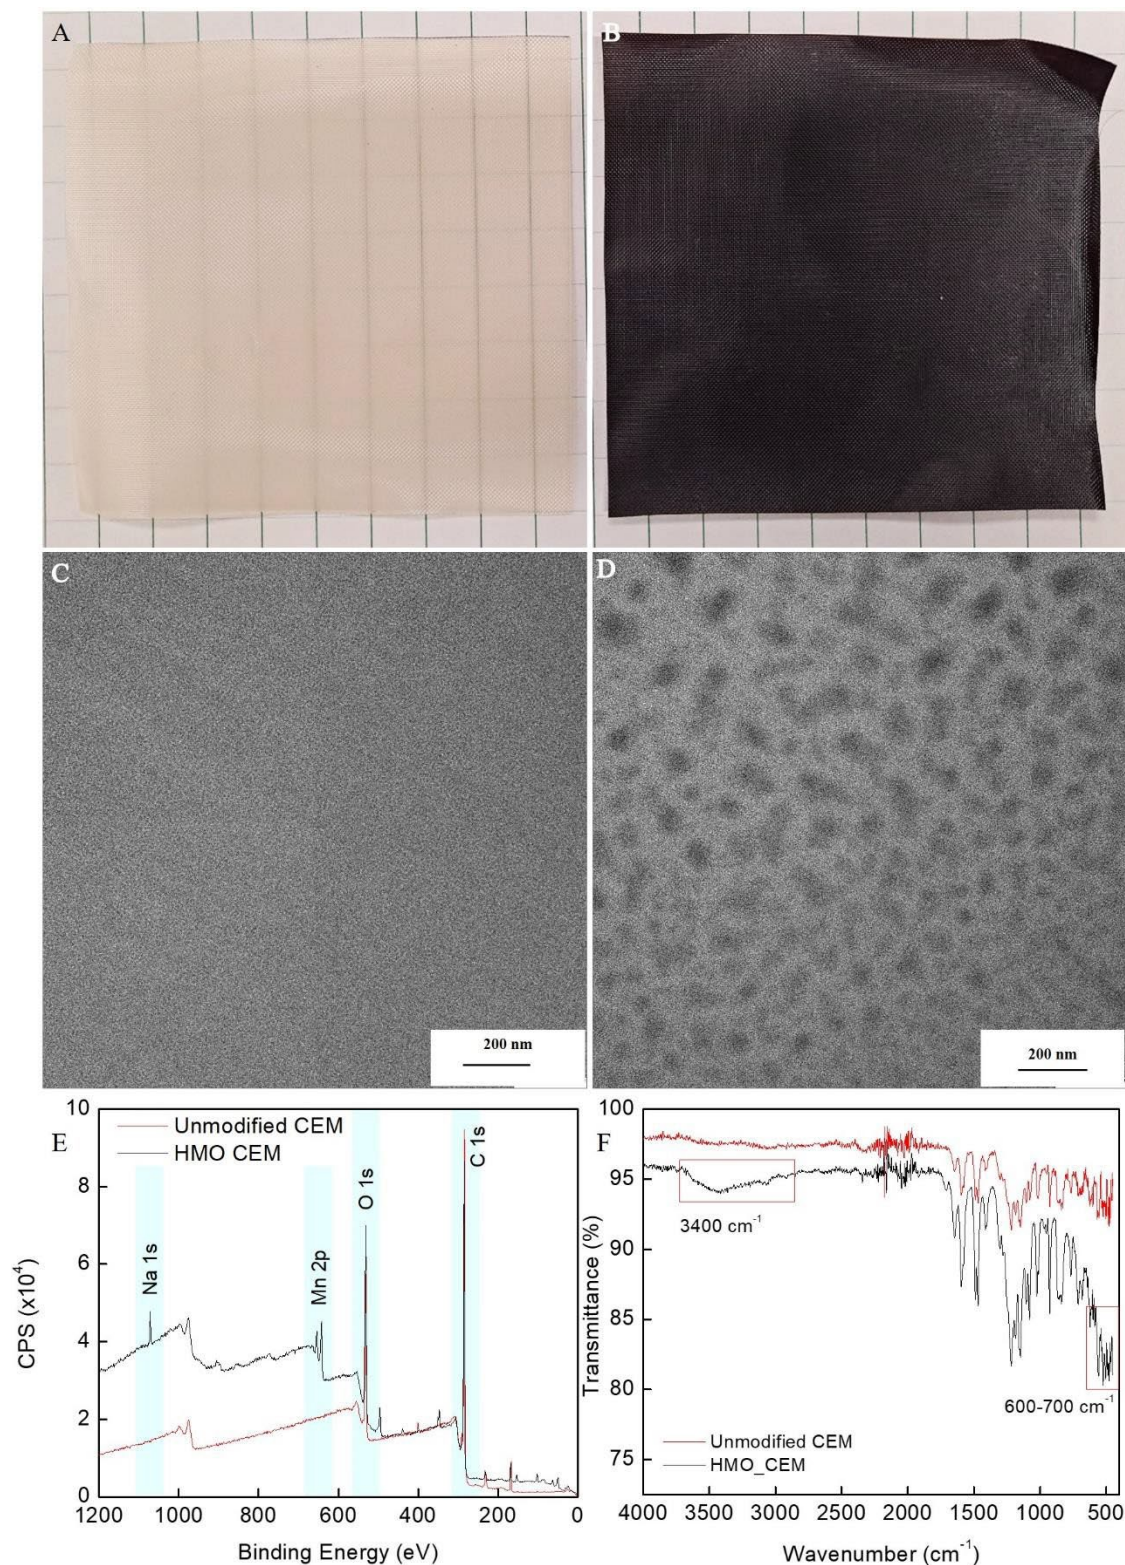 A
B
C
D
200 nm
200 nm
E
Unmodified CEM
HMO CEM
Na 1s
Mn 2p
O 1s
C 1s
CPS (x10⁴)
10
8
6
4
2
0
1200 1000 800 600 400 200 0
Binding Energy (eV)
F
3400 cm⁻¹
600-700 cm⁻¹
Unmodified CEM
HMO_CEM
Transmittance (%)
100
95
90
85
80
75
4000 3500 3000 2500 2000 1500 1000 500
Wavenumber (cm⁻¹)